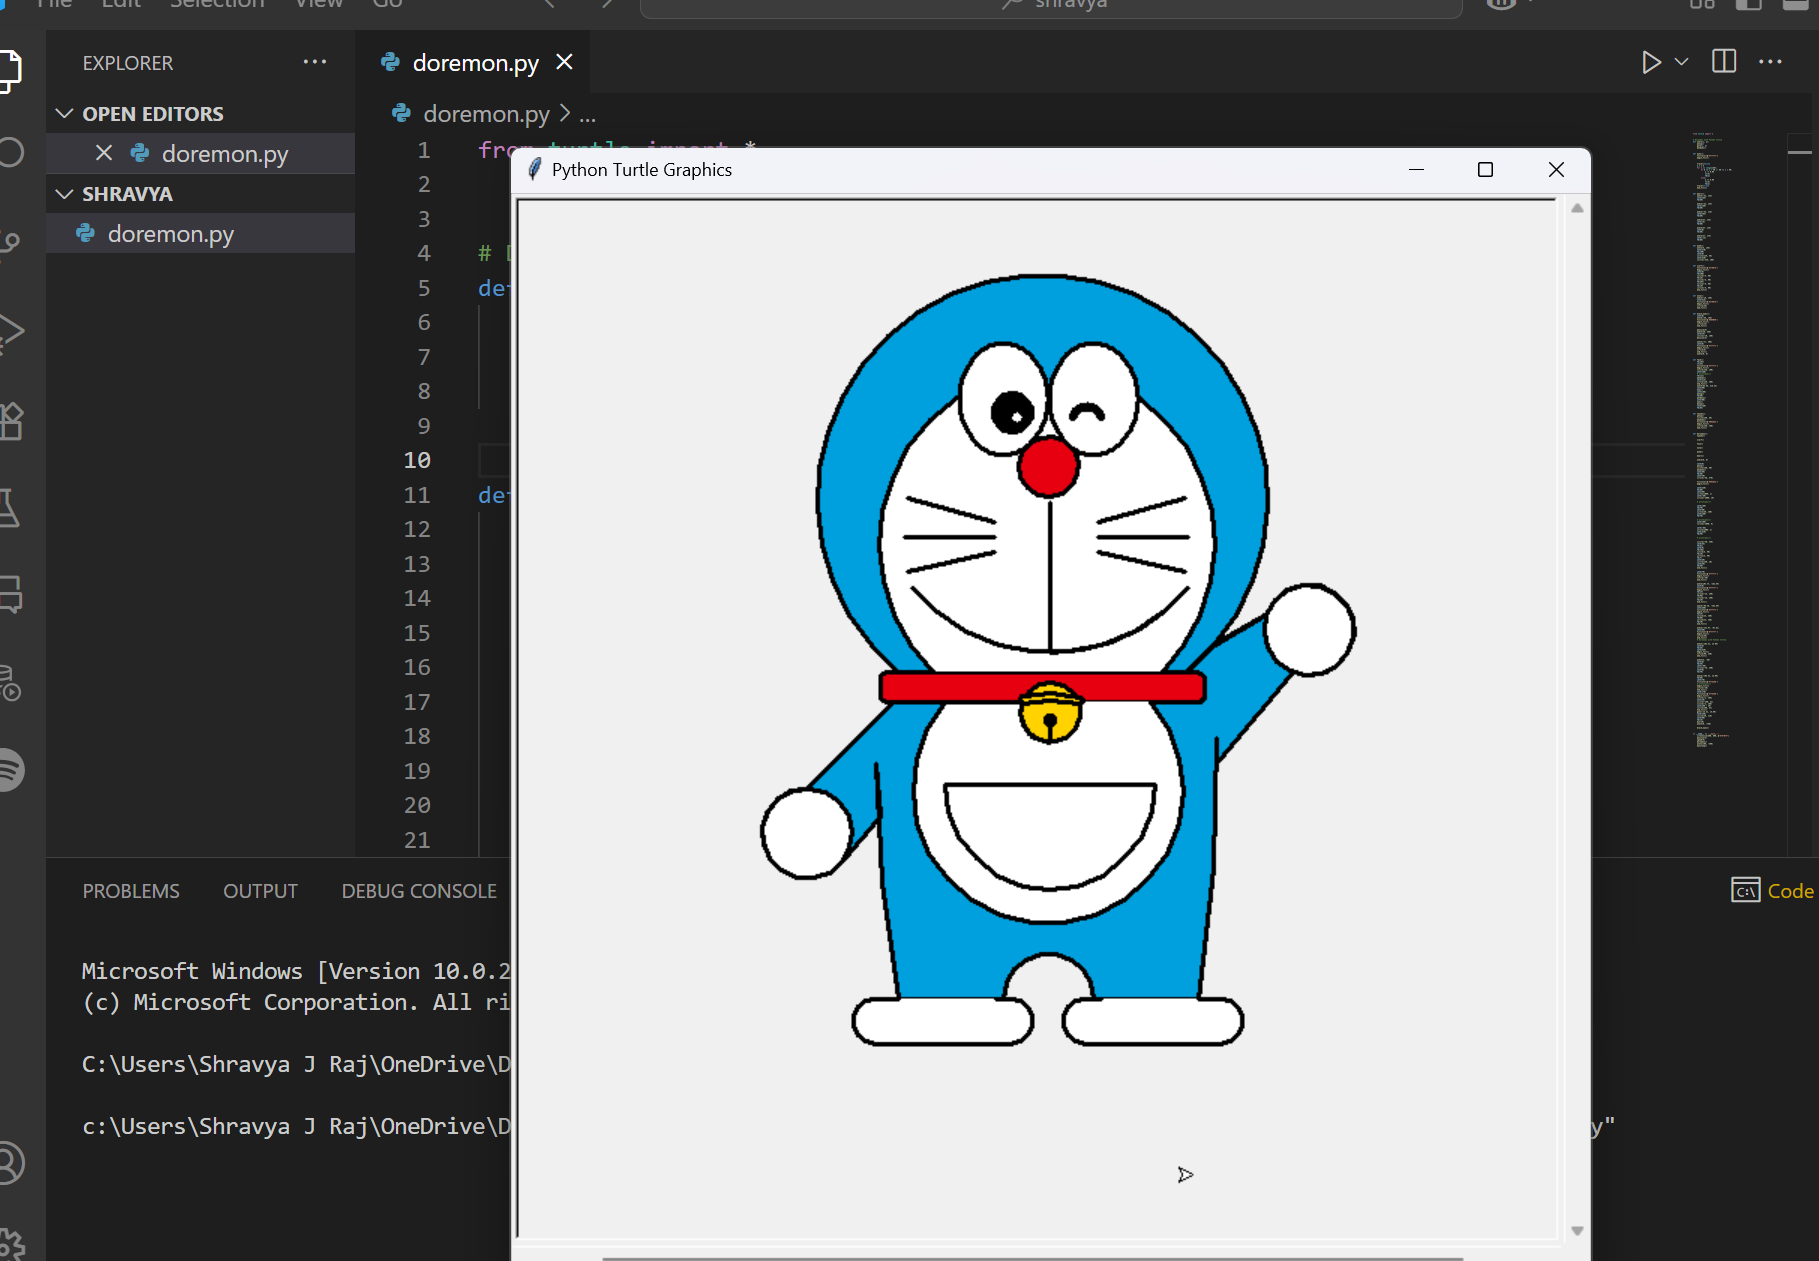 File Edit Selection View Go
shravya
EXPLORER
OPEN EDITORS
doremon.py
SHRAVYA
doremon.py
doremon.py
doremon.py > ...
1 from turtle import *
2
3
4 #
5 def
6
7
8
9
10
11 def
12
13
14
15
16
17
18
19
20
21
Python Turtle Graphics
PROBLEMS OUTPUT DEBUG CONSOLE
Code
Microsoft Windows [Version 10.0.2
(c) Microsoft Corporation. All ri
C:\Users\Shravya J Raj\OneDrive\D
c:\Users\Shravya J Raj\OneDrive\D
y"